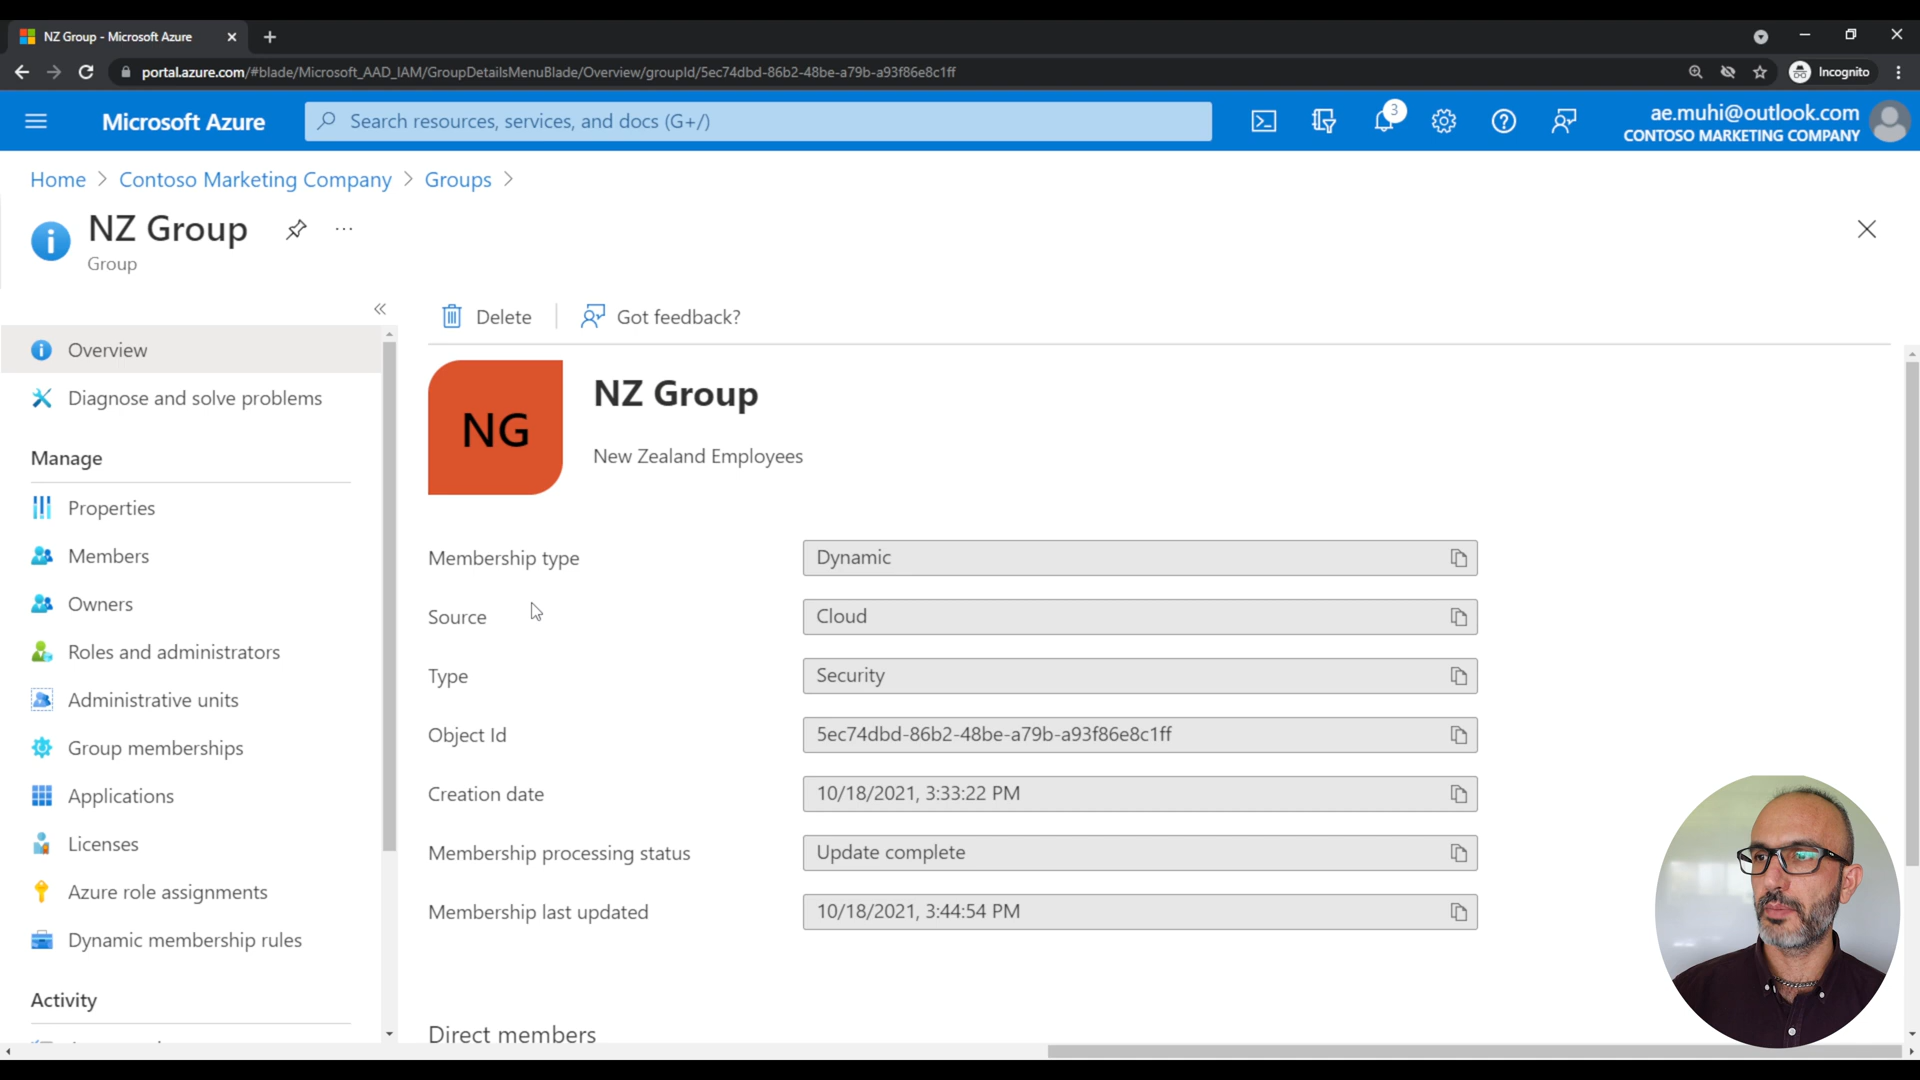 NZ Group - Microsoft Azure
portal.azure.com/#blade/Microsoft_AAD_IAM/GroupDetailsMenuBlade/Overview/groupId/5ec74dbd-86b2-48be-a79b-a93f86e8c1ff
Incognito
Microsoft Azure
Search resources, services, and docs (G+/)
3
ae.muhi@outlook.com
CONTOSO MARKETING COMPANY
Home > Contoso Marketing Company > Groups >
NZ Group
Group
Overview
Diagnose and solve problems
Manage
Properties
Members
Owners
Roles and administrators
Administrative units
Group memberships
Applications
Licenses
Azure role assignments
Dynamic membership rules
Activity
Delete
Got feedback?
NG
NZ Group
New Zealand Employees
Membership type Dynamic
Source Cloud
Type Security
Object Id 5ec74dbd-86b2-48be-a79b-a93f86e8c1ff
Creation date 10/18/2021, 3:33:22 PM
Membership processing status Update complete
Membership last updated 10/18/2021, 3:44:54 PM
Direct members